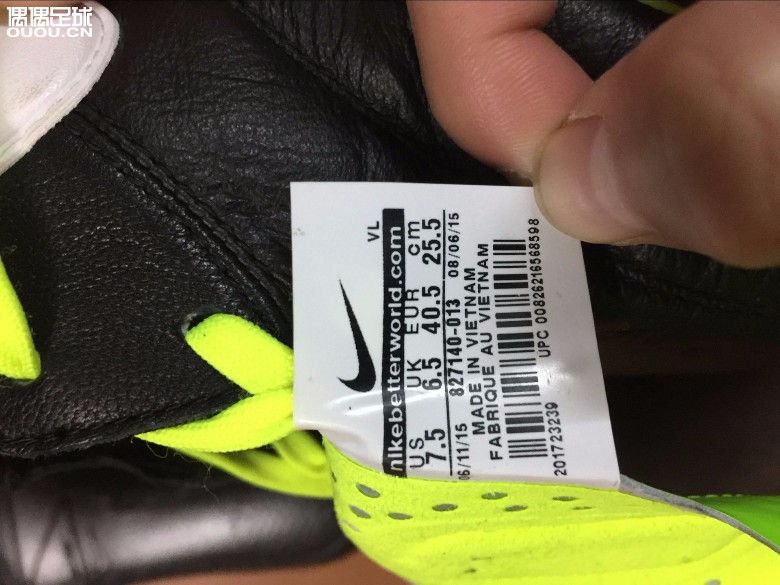 偶偶足球
OUOU.CN
VL
nikebetterworld.com
US UK EUR cm
7.5 6.5 40.5 25.5
827140-013
06/11/15 08/06/15
MADE IN VIETNAM
FABRIQUE AU VIETNAM
UPC 00826216568598
201723239